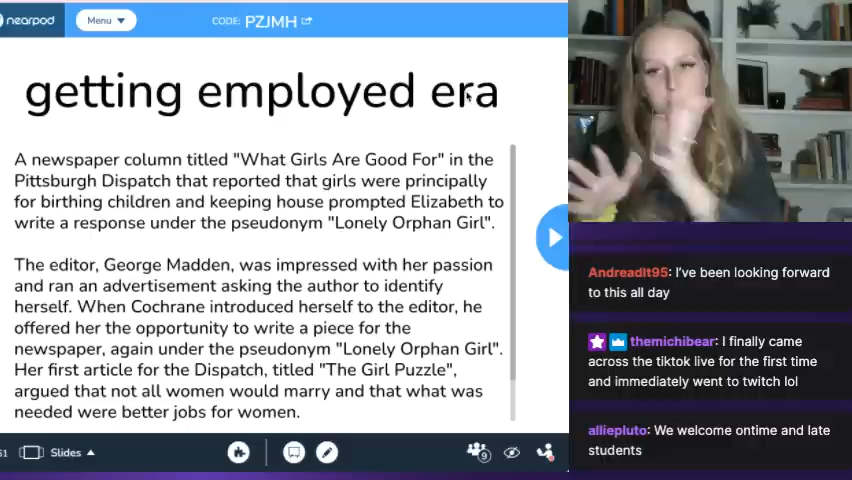 nearpod
Menu
CODE: PZJMH
getting employed era
A newspaper column titled "What Girls Are Good For" in the
Pittsburgh Dispatch that reported that girls were principally
for birthing children and keeping house prompted Elizabeth to
write a response under the pseudonym "Lonely Orphan Girl".
The editor, George Madden, was impressed with her passion
and ran an advertisement asking the author to identify
herself. When Cochrane introduced herself to the editor, he
offered her the opportunity to write a piece for the
newspaper, again under the pseudonym "Lonely Orphan Girl".
Her first article for the Dispatch, titled "The Girl Puzzle",
argued that not all women would marry and that what was
needed were better jobs for women.
51
Slides
9
AndreadIt95: I've been looking forward
to this all day
themichibear: I finally came
across the tiktok live for the first time
and immediately went to twitch lol
alliepluto: We welcome ontime and late
students